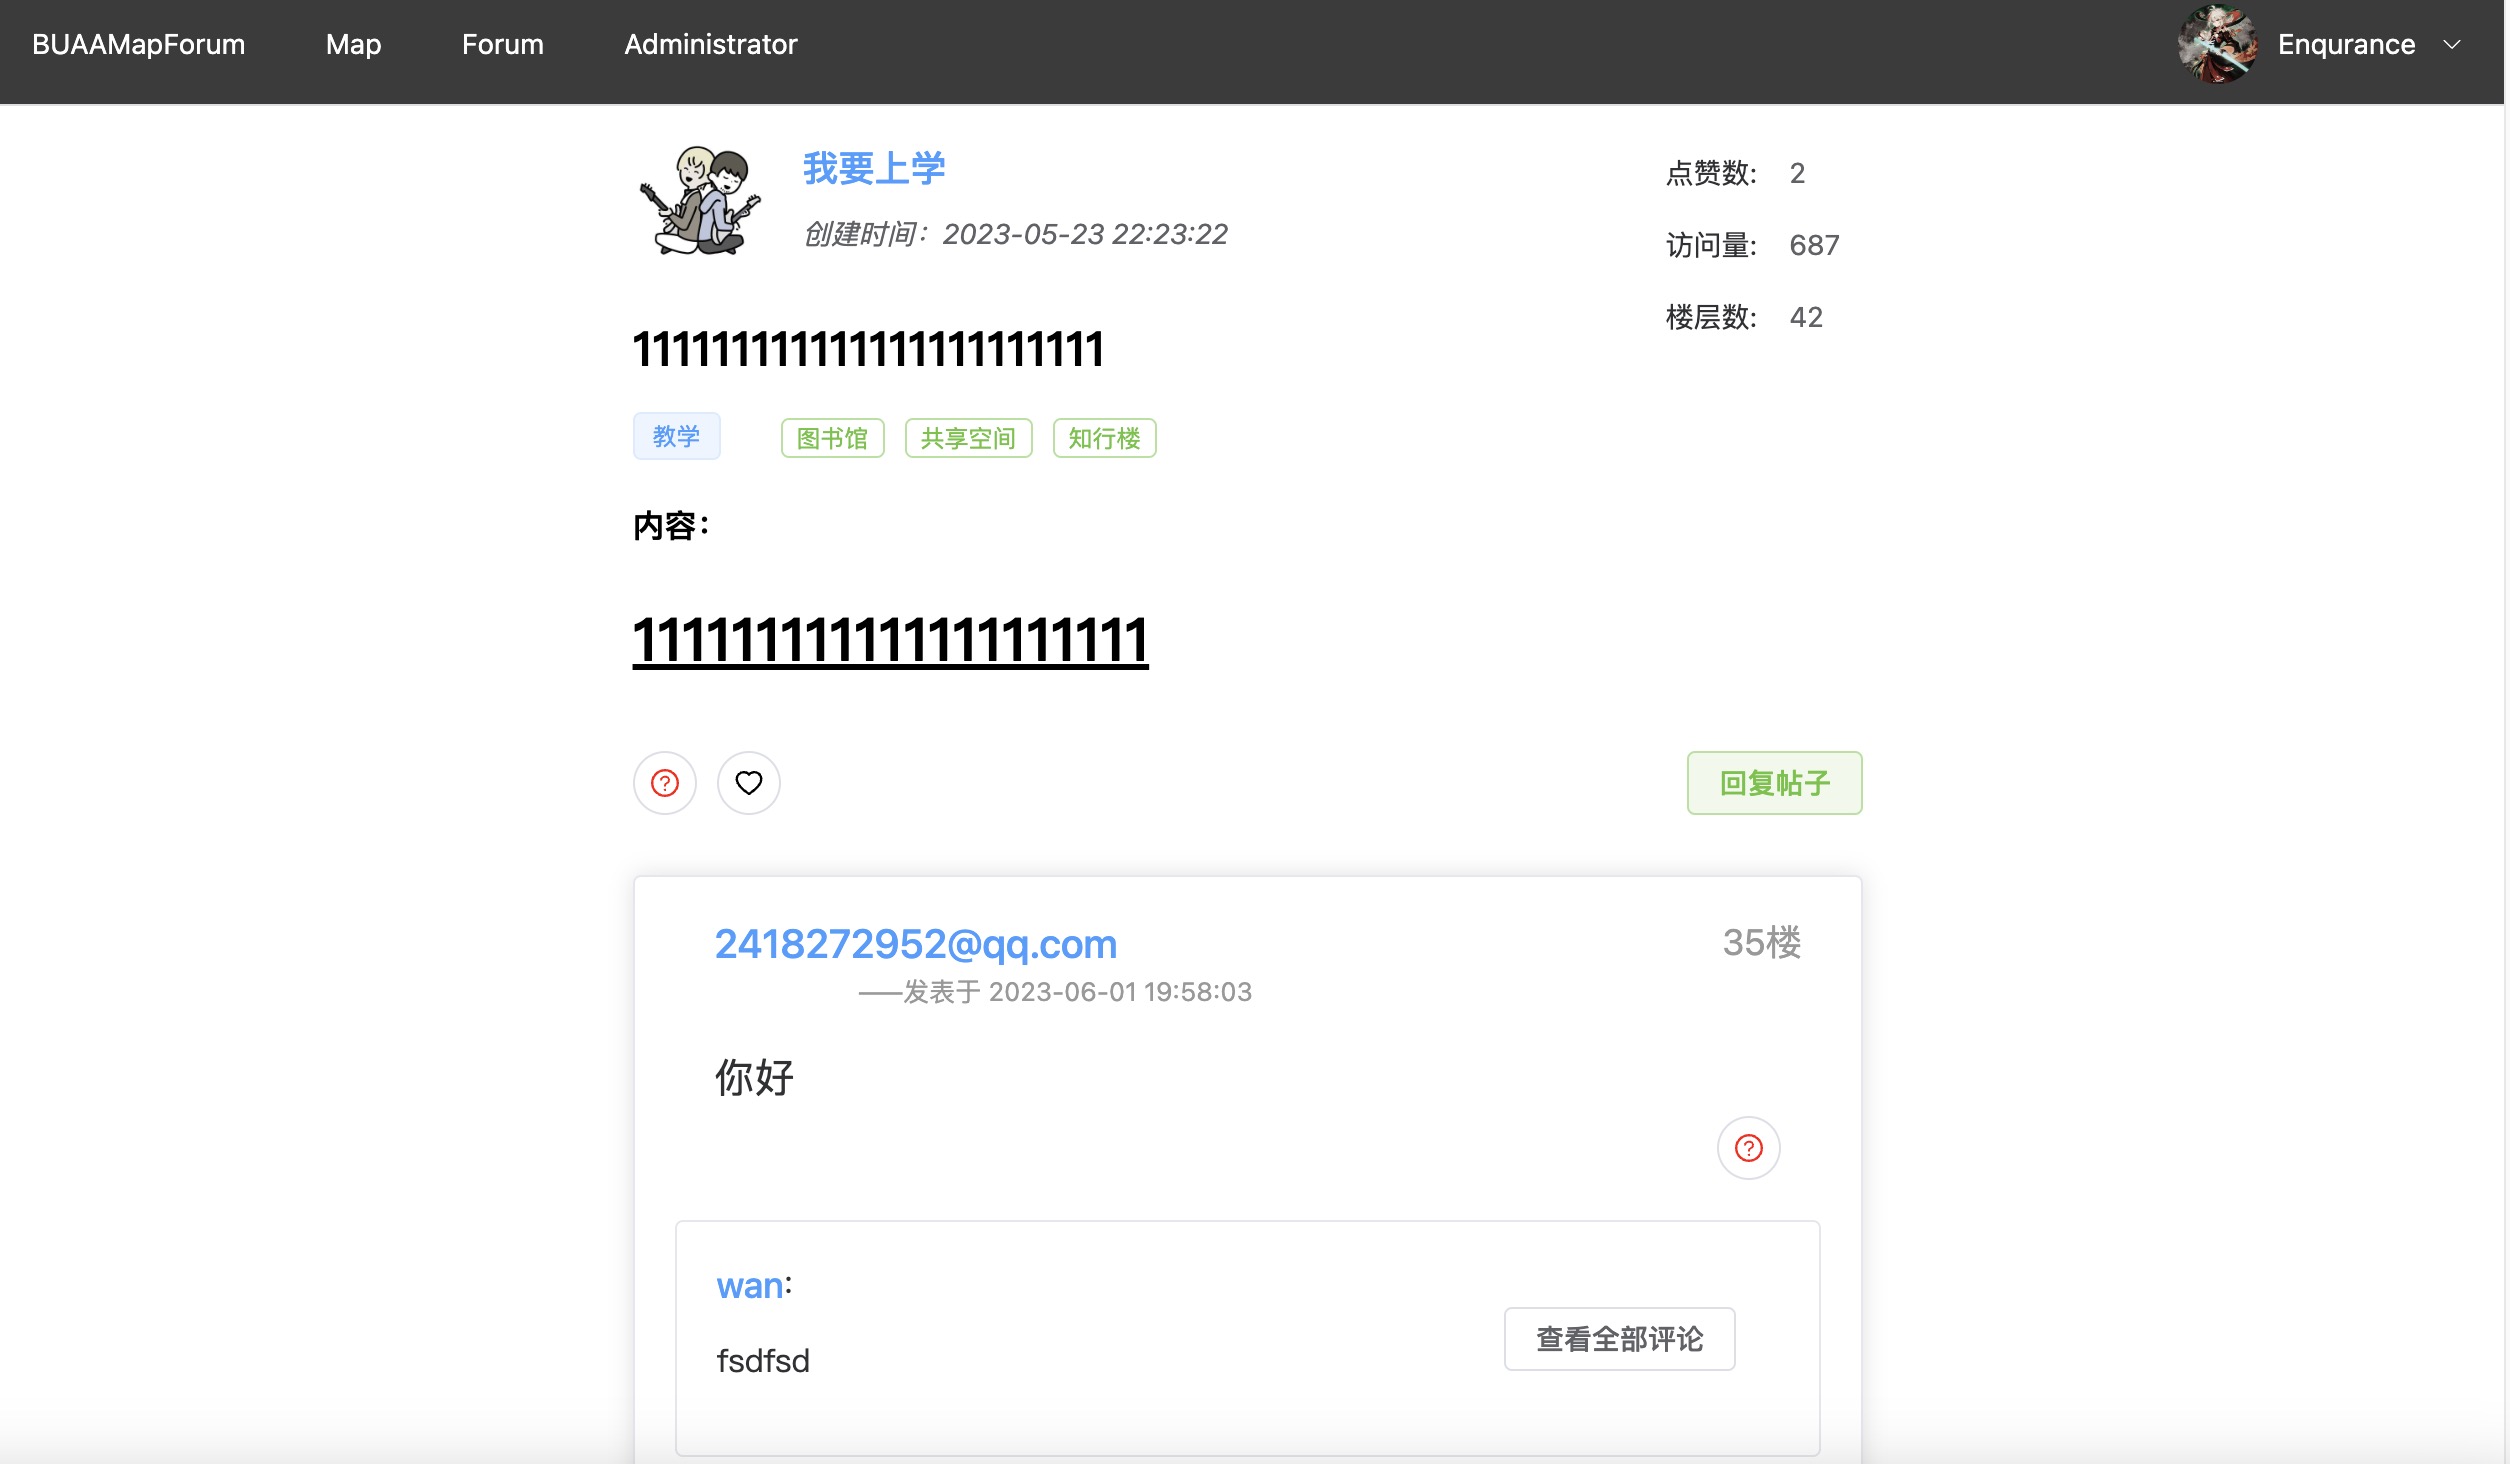 BUAAMapForum Map Forum Administrator Enqurance
我要上学
创建时间：2023-05-23 22:23:22
点赞数: 2
访问量: 687
楼层数: 42
111111111111111111111111
教学 图书馆 共享空间 知行楼
内容：
111111111111111111111
回复帖子
2418272952@qq.com 35楼
——发表于 2023-06-01 19:58:03
你好
wan:
fsdfsd
查看全部评论